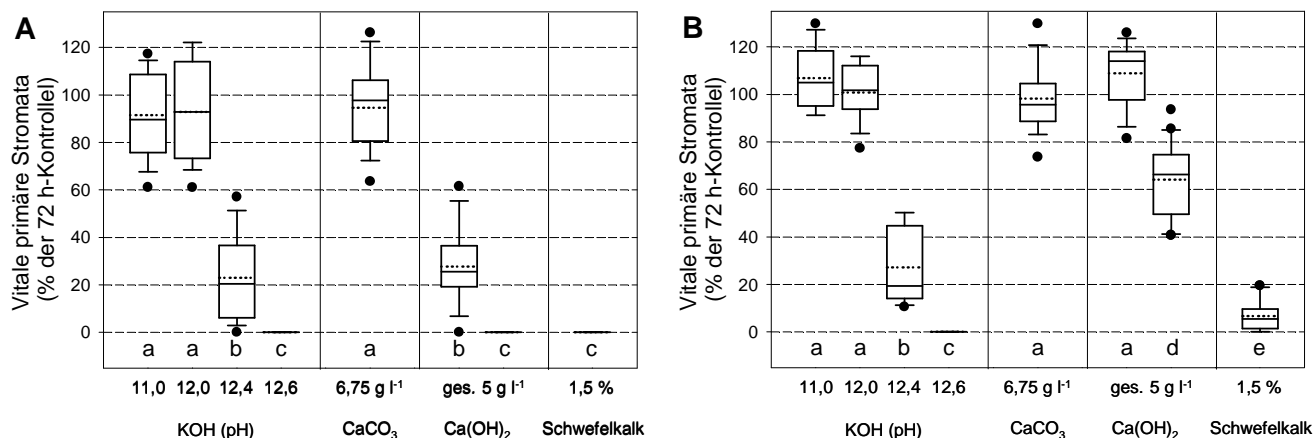 A
Vitale primäre Stromata
(% der 72 h-Kontrollel)
120
100
80
60
40
20
0
a a b c a b c c
11,0 12,0 12,4 12,6 6,75 g l⁻¹ ges. 5 g l⁻¹ 1,5 %
KOH (pH) CaCO₃ Ca(OH)₂ Schwefelkalk
B
Vitale primäre Stromata
(% der 72 h-Kontrollel)
120
100
80
60
40
20
0
a a b c a a d e
11,0 12,0 12,4 12,6 6,75 g l⁻¹ ges. 5 g l⁻¹ 1,5 %
KOH (pH) CaCO₃ Ca(OH)₂ Schwefelkalk